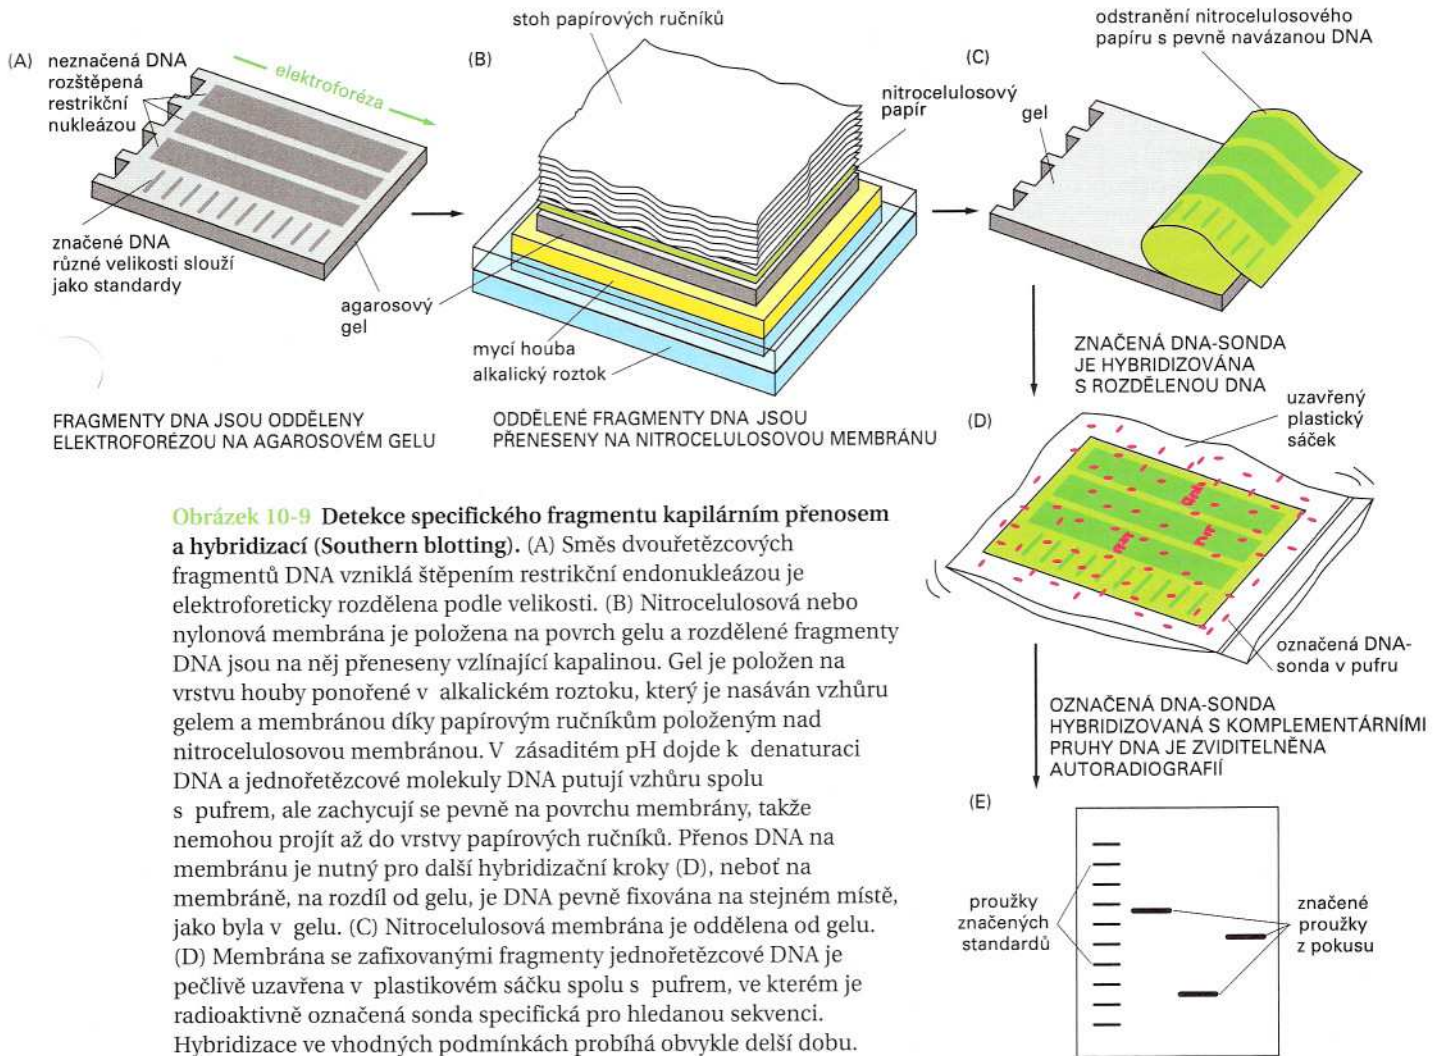 (A)
neznačená DNA
rozštěpená
restrikční
nukleázou
elektroforéza
značené DNA
různé velikosti slouží
jako standardy
agarosový
gel
FRAGMENTY DNA JSOU ODDĚLENY
ELEKTROFORÉZOU NA AGAROSOVÉM GELU
(B)
stoh papírových ručníků
nitrocelulosový
papír
mycí houba
alkalický roztok
ODDĚLENÉ FRAGMENTY DNA JSOU
PŘENESENY NA NITROCELULOSOVOU MEMBRÁNU
(C)
odstranění nitrocelulosového
papíru s pevně navázanou DNA
gel
ZNAČENÁ DNA-SONDA
JE HYBRIDIZOVÁNA
S ROZDĚLENOU DNA
(D)
uzavřený
plastický
sáček
označená DNA-
sonda v pufru
OZNAČENÁ DNA-SONDA
HYBRIDIZOVANÁ S KOMPLEMENTÁRNÍMI
PRUHY DNA JE ZVIDITELNĚNA
AUTORADIOGRAFIÍ
(E)
proužky
značených
standardů
značené
proužky
z pokusu
Obrázek 10-9 Detekce specifického fragmentu kapilárním přenosem
a hybridizací (Southern blotting). (A) Směs dvouřetězcových
fragmentů DNA vzniklá štěpením restrikční endonukleázou je
elektroforeticky rozdělena podle velikosti. (B) Nitrocelulosová nebo
nylonová membrána je položena na povrch gelu a rozdělené fragmenty
DNA jsou na něj přeneseny vzlínající kapalinou. Gel je položen na
vrstvu houby ponořené v alkalickém roztoku, který je nasáván vzhůru
gelem a membránou díky papírovým ručníkům položeným nad
nitrocelulosovou membránou. V zásaditém pH dojde k denaturaci
DNA a jednořetězcové molekuly DNA putují vzhůru spolu
s pufrem, ale zachycují se pevně na povrchu membrány, takže
nemohou projít až do vrstvy papírových ručníků. Přenos DNA na
membránu je nutný pro další hybridizační kroky (D), neboť na
membráně, na rozdíl od gelu, je DNA pevně fixována na stejném místě,
jako byla v gelu. (C) Nitrocelulosová membrána je oddělena od gelu.
(D) Membrána se zafixovanými fragmenty jednořetězcové DNA je
pečlivě uzavřena v plastikovém sáčku spolu s pufrem, ve kterém je
radioaktivně označená sonda specifická pro hledanou sekvenci.
Hybridizace ve vhodných podmínkách probíhá obvykle delší dobu.